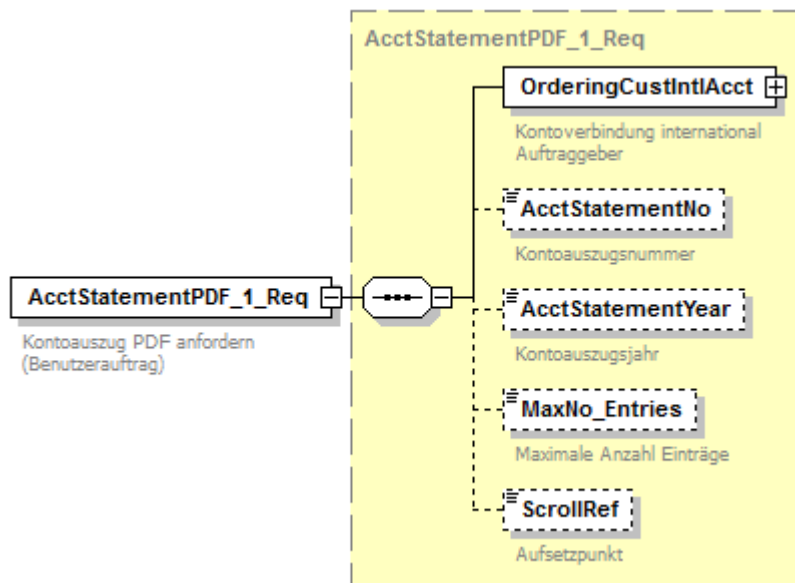 AcctStatementPDF_1_Req
OrderingCustIntlAcct
Kontoverbindung international
Auftraggeber
AcctStatementNo
Kontoauszugsnummer
AcctStatementPDF_1_Req
Kontoauszug PDF anfordern
(Benutzerauftrag)
AcctStatementYear
Kontoauszugsjahr
MaxNo_Entries
Maximale Anzahl Einträge
ScrollRef
Aufsetzpunkt